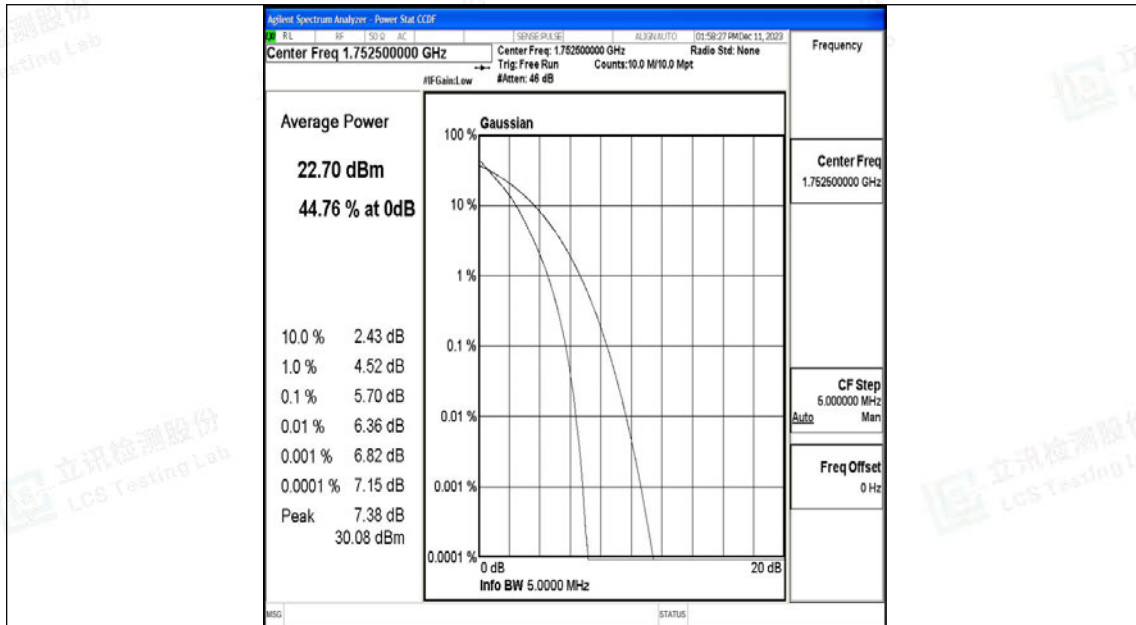 Agilent Spectrum Analyzer - Power Stat CCDF
RL RF 50 Ω AC SENSE:PULSE ALIGNAUTO 01:58:27 PM Dec 11, 2023
Center Freq 1.752500000 GHz
Center Freq: 1.752500000 GHz Radio Std: None
Trig: Free Run Counts:10.0 M/10.0 Mpt
#IFGain:Low #Atten: 46 dB
Frequency
Average Power
22.70 dBm
44.76 % at 0dB
10.0 % 2.43 dB
1.0 % 4.52 dB
0.1 % 5.70 dB
0.01 % 6.36 dB
0.001 % 6.82 dB
0.0001 % 7.15 dB
Peak 7.38 dB
30.08 dBm
Gaussian
100 %
10 %
1 %
0.1 %
0.01 %
0.001 %
0.0001 %
0 dB 20 dB
Info BW 5.0000 MHz
Center Freq
1.752500000 GHz
CF Step
5.000000 MHz
Auto Man
Freq Offset
0 Hz
MSG STATUS
立讯检测股份
LCS Testing Lab